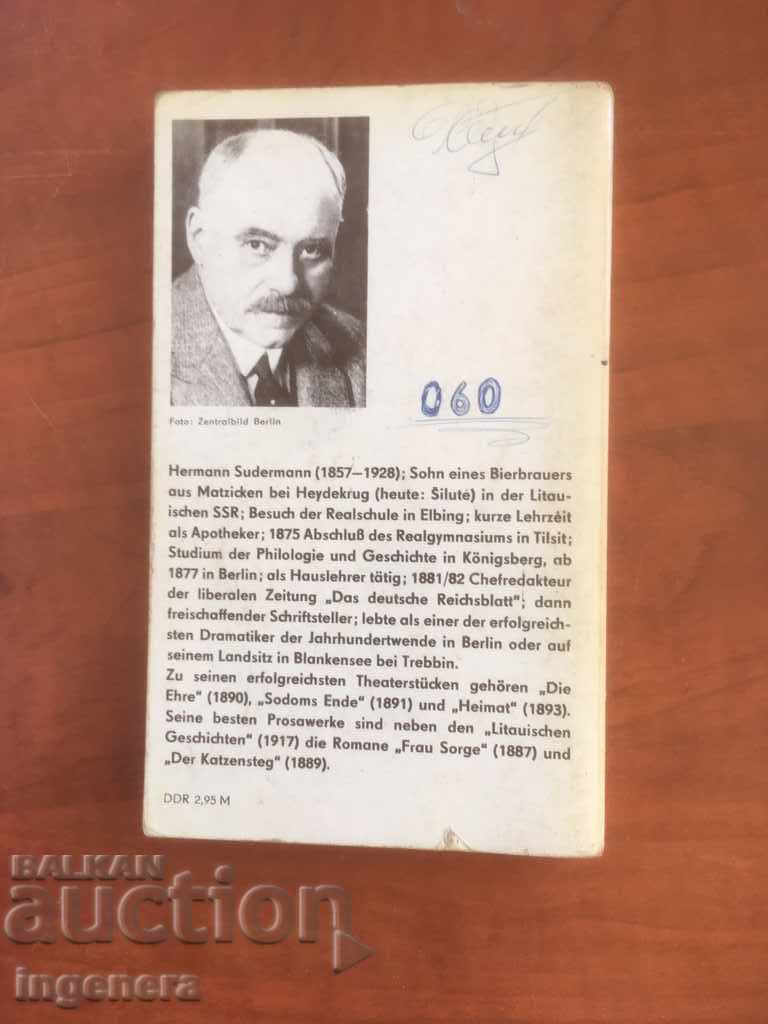 060
Foto: Zentralbild Berlin
Hermann Sudermann (1857—1928); Sohn eines Bierbrauers
aus Matzicken bei Heydekrug (heute: Šilutė) in der Litau-
ischen SSR; Besuch der Realschule in Elbing; kurze Lehrzeit
als Apotheker; 1875 Abschluß des Realgymnasiums in Tilsit;
Studium der Philologie und Geschichte in Königsberg, ab
1877 in Berlin; als Hauslehrer tätig; 1881/82 Chefredakteur
der liberalen Zeitung „Das deutsche Reichsblatt“; dann
freischaffender Schriftsteller; lebte als einer der erfolgreich-
sten Dramatiker der Jahrhundertwende in Berlin oder auf
seinem Landsitz in Blankensee bei Trebbin.
Zu seinen erfolgreichsten Theaterstücken gehören „Die
Ehre“ (1890), „Sodoms Ende“ (1891) und „Heimat“ (1893).
Seine besten Prosawerke sind neben den „Litauischen
Geschichten“ (1917) die Romane „Frau Sorge“ (1887) und
„Der Katzensteg“ (1889).
DDR 2,95 M
BALKAN
auction
ingenera